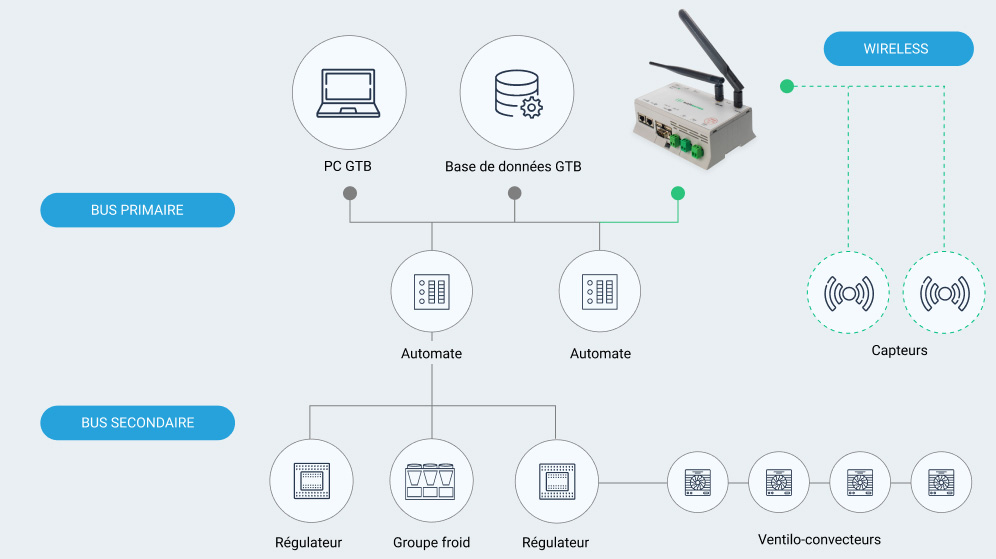 WIRELESS
PC GTB
Base de données GTB
BUS PRIMAIRE
Automate
Automate
Capteurs
BUS SECONDAIRE
Régulateur
Groupe froid
Régulateur
Ventilo-convecteurs